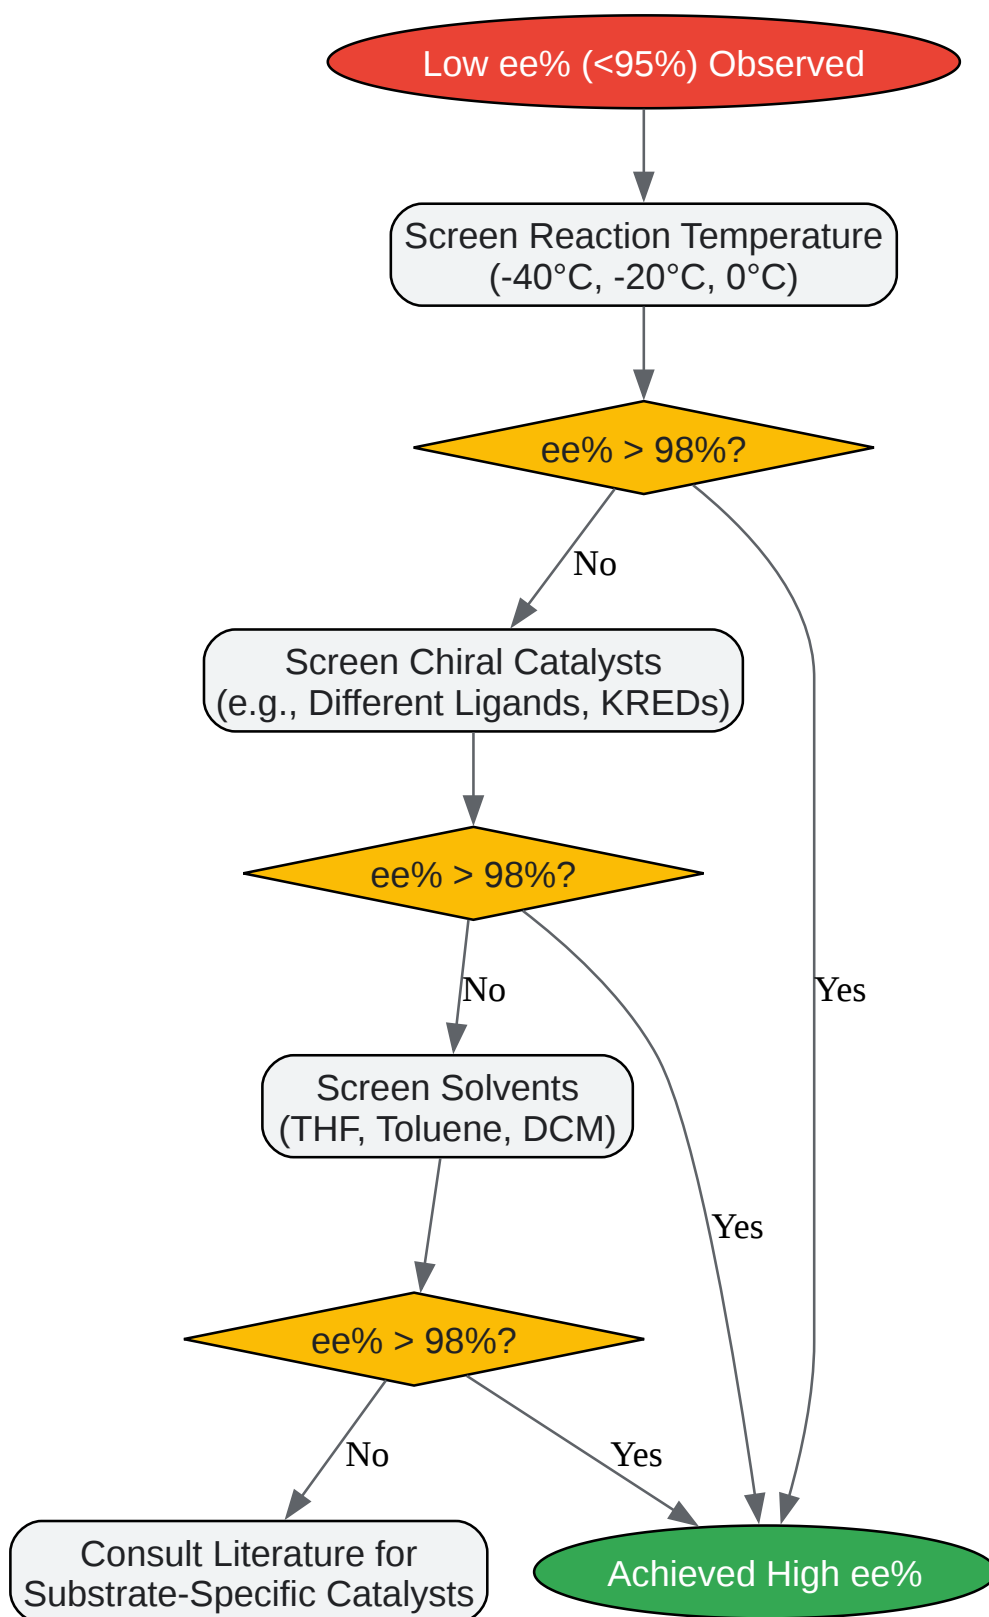 Low ee% (<95%) Observed
Screen Reaction Temperature
(-40°C, -20°C, 0°C)
ee% > 98%?
No
Screen Chiral Catalysts
(e.g., Different Ligands, KREDs)
ee% > 98%?
No
Yes
Screen Solvents
(THF, Toluene, DCM)
Yes
ee% > 98%?
No
Yes
Consult Literature for
Substrate-Specific Catalysts
Achieved High ee%